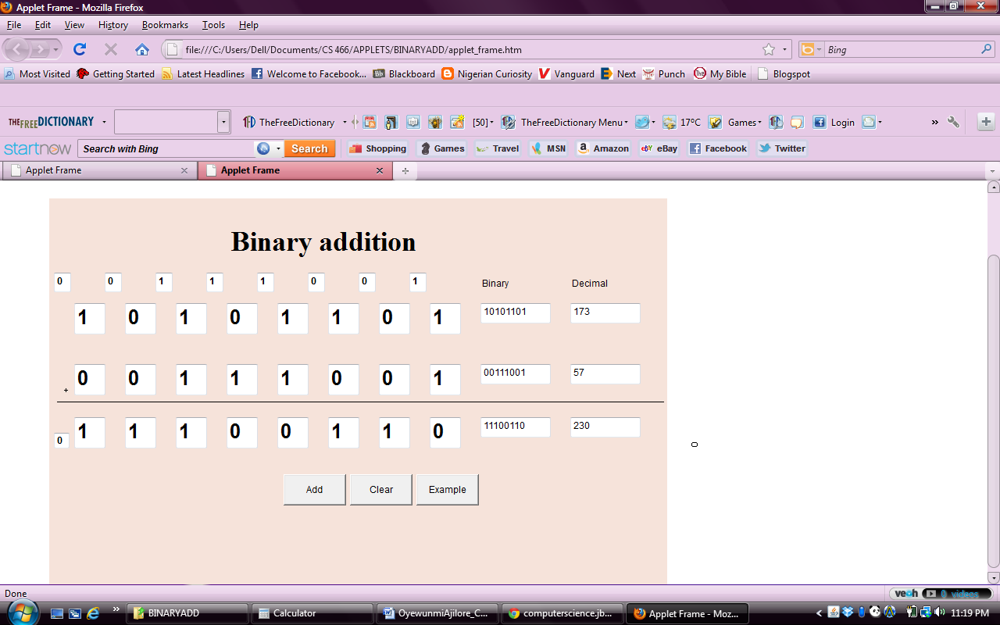 Applet Frame - Mozilla Firefox
File Edit View History Bookmarks Tools Help
file:///C:/Users/Dell/Documents/CS 466/APPLETS/BINARYADD/applet_frame.htm Bing
Most Visited Getting Started Latest Headlines Welcome to Facebook... Bb Blackboard Nigerian Curiosity Vanguard Next Punch My Bible Blogspot
THEFREEDICTIONARY TheFreeDictionary [50] TheFreeDictionary Menu 17°C Games Login »
startnow Search with Bing Search Shopping Games Travel MSN Amazon eBay Facebook Twitter
Applet Frame Applet Frame
Binary addition
0 0 1 1 1 0 0 1 Binary Decimal
1 0 1 0 1 1 0 1 10101101 173
+ 0 0 1 1 1 0 0 1 00111001 57
0 1 1 1 0 0 1 1 0 11100110 230
Add Clear Example
Done veoh 0 videos
» BINARYADD Calculator OyewunmiAjilore_C... computerscience.jb... Applet Frame - Moz... 11:19 PM